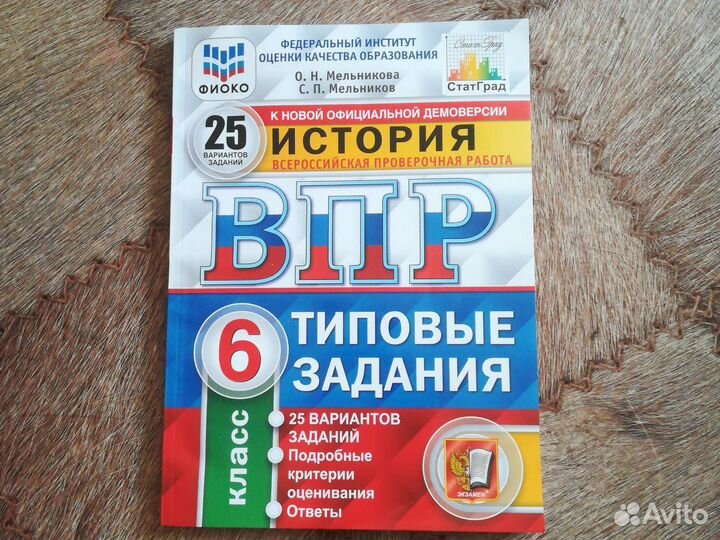 ФИОКО
ФЕДЕРАЛЬНЫЙ ИНСТИТУТ
ОЦЕНКИ КАЧЕСТВА ОБРАЗОВАНИЯ
О. Н. Мельникова
С. П. Мельников
СтатГрад
СтатГрад
К НОВОЙ ОФИЦИАЛЬНОЙ ДЕМОВЕРСИИ
25
ВАРИАНТОВ
ЗАДАНИЙ
ИСТОРИЯ
ВСЕРОССИЙСКАЯ ПРОВЕРОЧНАЯ РАБОТА
ВПР
6
класс
ТИПОВЫЕ
ЗАДАНИЯ
25 ВАРИАНТОВ
ЗАДАНИЙ
Подробные
критерии
оценивания
Ответы
ЭКЗАМЕН
Avito